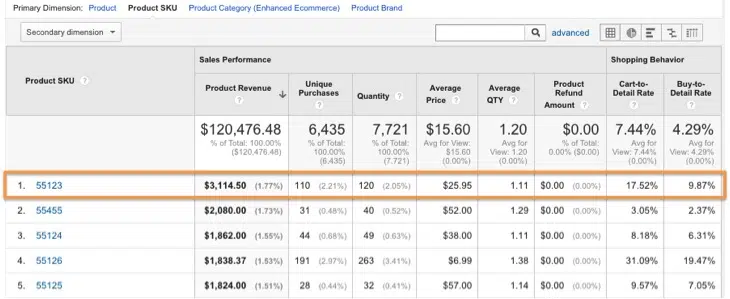 Primary Dimension: Product Product SKU Product Category (Enhanced Ecommerce) Product Brand
Secondary dimension advanced
Product SKU ?
Sales Performance Shopping Behavior
Product Revenue ? Unique Purchases ? Quantity ? Average Price ? Average QTY ? Product Refund Amount ? Cart-to-Detail Rate ? Buy-to-Detail Rate ?
$120,476.48 6,435 7,721 $15.60 1.20 $0.00 7.44% 4.29%
% of Total: 100.00% ($120,476.48) % of Total: 100.00% (6,435) % of Total: 100.00% (7,721) Avg for View: $15.60 (0.00%) Avg for View: 1.20 (0.00%) % of Total: 0.00% ($0.00) Avg for View: 7.44% (0.00%) Avg for View: 4.29% (0.00%)
1. 55123 $3,114.50 (1.77%) 110 (2.21%) 120 (2.05%) $25.95 1.11 $0.00 (0.00%) 17.52% 9.87%
2. 55455 $2,080.00 (1.73%) 31 (0.48%) 40 (0.52%) $52.00 1.29 $0.00 (0.00%) 3.05% 2.37%
3. 55124 $1,862.00 (1.55%) 44 (0.68%) 49 (0.63%) $38.00 1.11 $0.00 (0.00%) 8.18% 6.31%
4. 55126 $1,838.37 (1.53%) 191 (2.97%) 263 (3.41%) $6.99 1.38 $0.00 (0.00%) 31.09% 19.47%
5. 55125 $1,824.00 (1.51%) 28 (0.44%) 32 (0.41%) $57.00 1.14 $0.00 (0.00%) 9.57% 7.05%